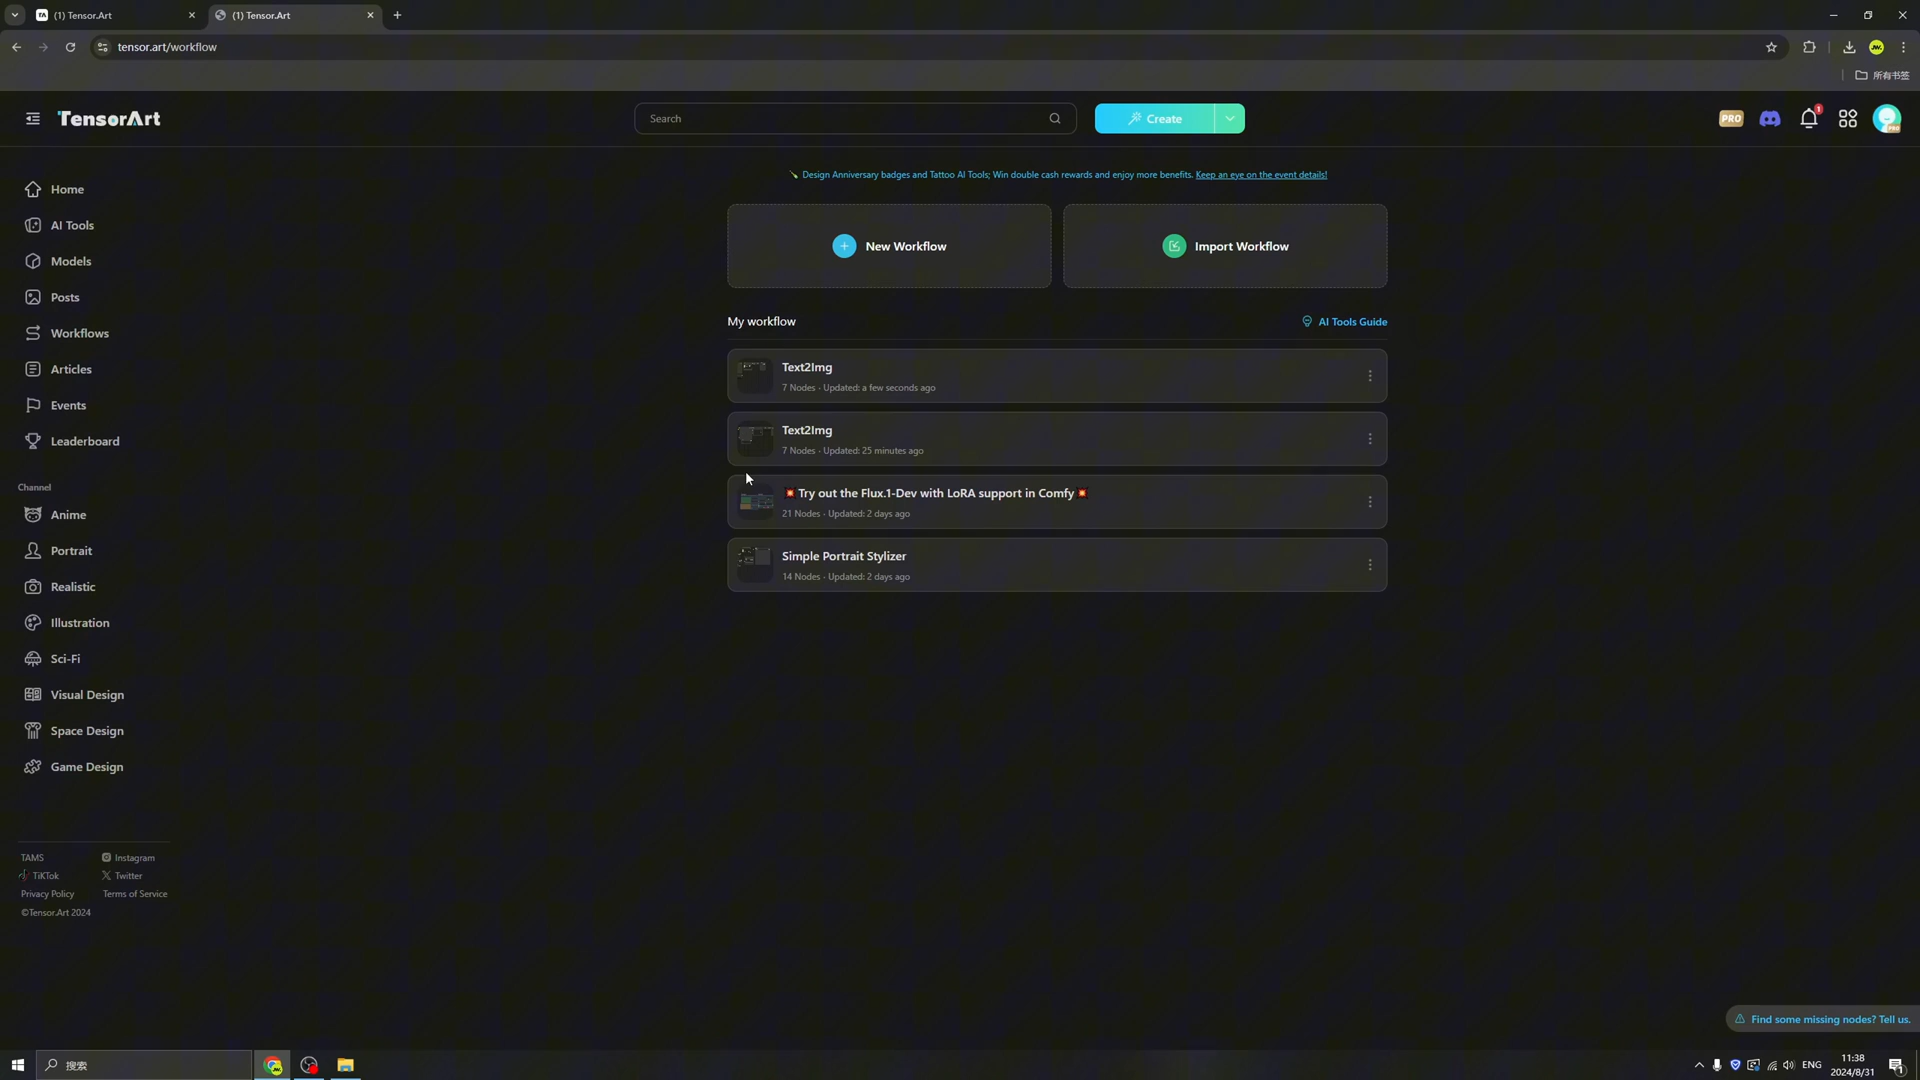 (1) Tensor.Art
(1) Tensor.Art
tensor.art/workflow
所有书签
TensorArt
Search
Create
PRO
1
PRO
Home
AI Tools
Models
Posts
Workflows
Articles
Events
Leaderboard
Channel
Anime
Portrait
Realistic
Illustration
Sci-Fi
Visual Design
Space Design
Game Design
TAMS
Instagram
TikTok
Twitter
Privacy Policy
Terms of Service
©Tensor.Art 2024
Design Anniversary badges and Tattoo AI Tools; Win double cash rewards and enjoy more benefits. Keep an eye on the event details!
New Workflow
Import Workflow
My workflow
AI Tools Guide
Text2Img
7 Nodes - Updated: a few seconds ago
Text2Img
7 Nodes - Updated: 25 minutes ago
💥Try out the Flux.1-Dev with LoRA support in Comfy💥
21 Nodes - Updated: 2 days ago
Simple Portrait Stylizer
14 Nodes - Updated: 2 days ago
Find some missing nodes? Tell us.
搜索
ENG
11:38
2024/8/31